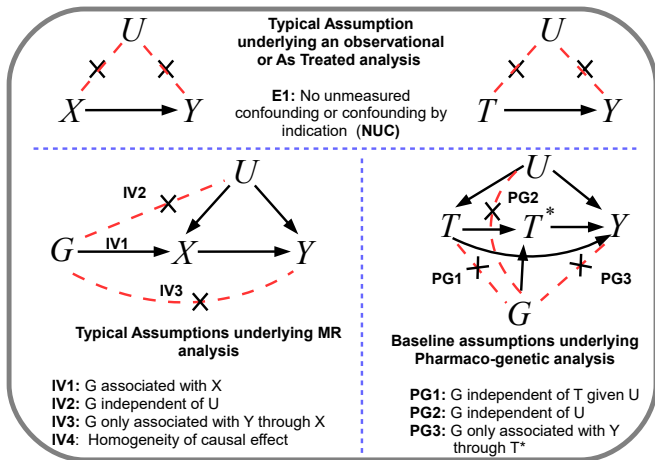 Typical Assumption
underlying an observational
or As Treated analysis
U
X
Y
E1: No unmeasured
confounding or confounding by
indication (NUC)
U
T
Y
U
IV2
G
IV1
X
Y
IV3
Typical Assumptions underlying MR
analysis
IV1: G associated with X
IV2: G independent of U
IV3: G only associated with Y through X
IV4: Homogeneity of causal effect
U
PG2
T
T*
Y
PG1
PG3
G
Baseline assumptions underlying
Pharmaco-genetic analysis
PG1: G independent of T given U
PG2: G independent of U
PG3: G only associated with Y
through T*